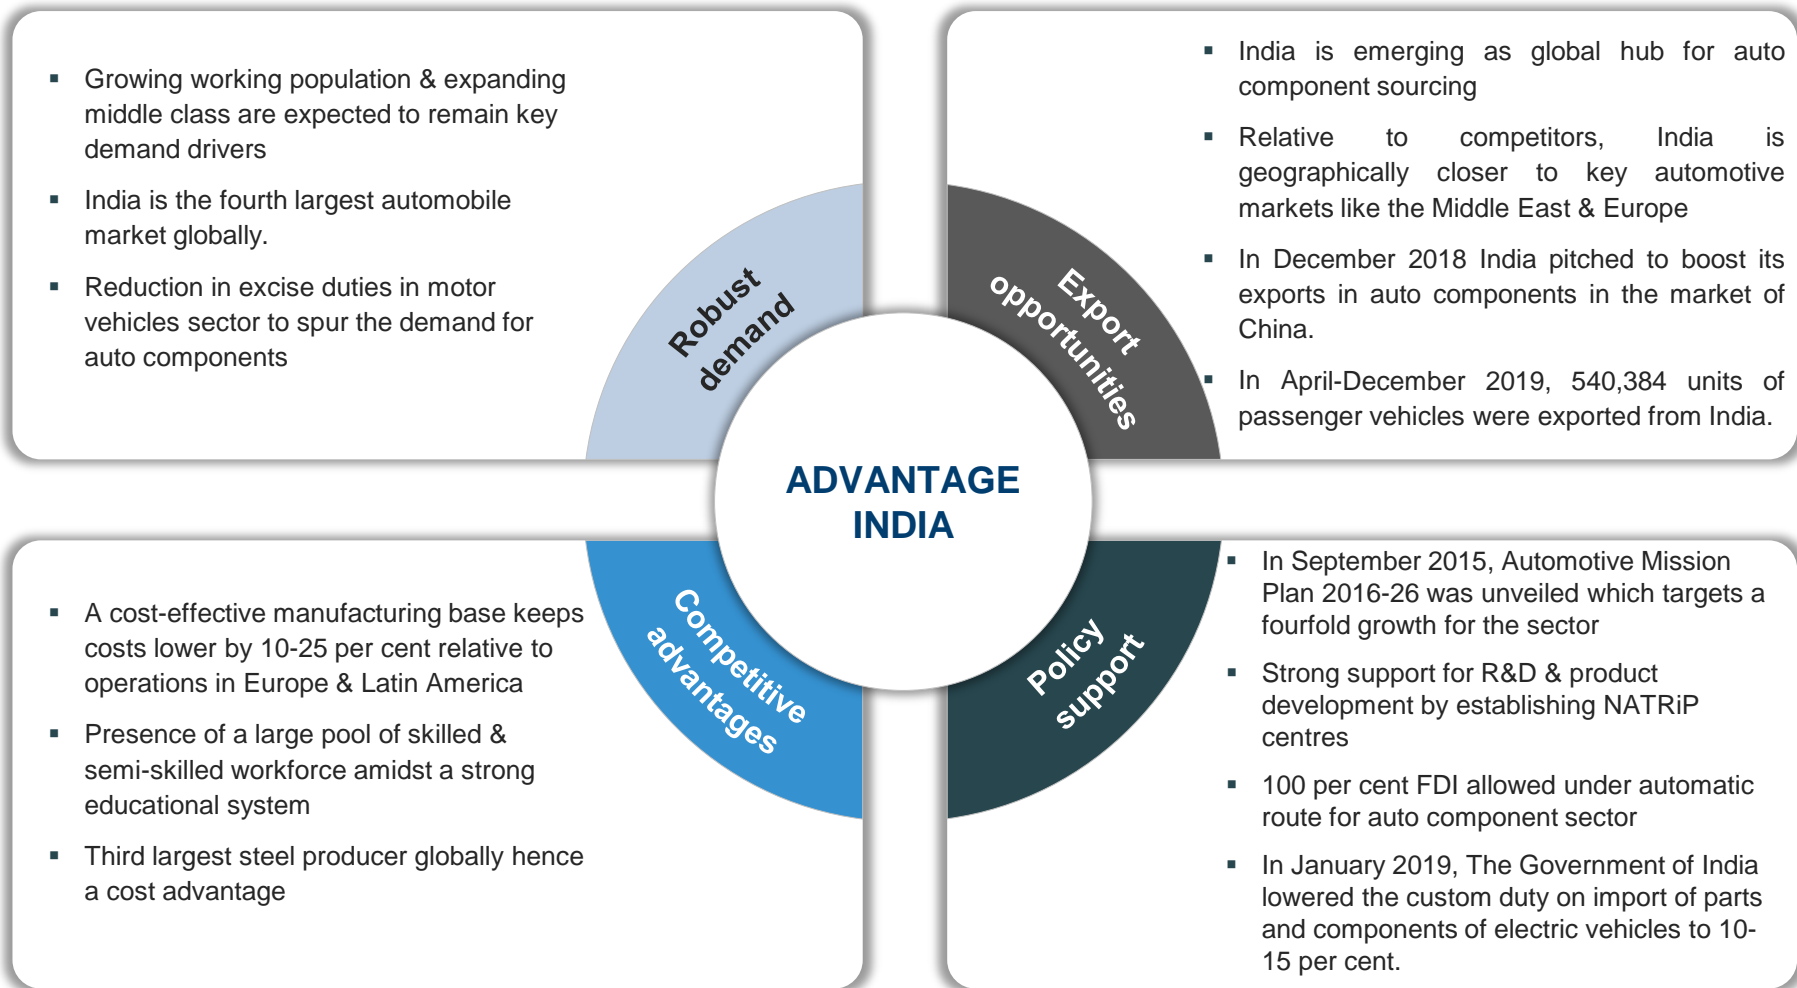 ▪ Growing working population & expanding
middle class are expected to remain key
demand drivers
▪ India is the fourth largest automobile
market globally.
▪ Reduction in excise duties in motor
vehicles sector to spur the demand for
auto components
Robust
demand
▪ India is emerging as global hub for auto
component sourcing
▪ Relative to competitors, India is
geographically closer to key automotive
markets like the Middle East & Europe
▪ In December 2018 India pitched to boost its
exports in auto components in the market of
China.
▪ In April-December 2019, 540,384 units of
passenger vehicles were exported from India.
Export
opportunities
ADVANTAGE
INDIA
▪ A cost-effective manufacturing base keeps
costs lower by 10-25 per cent relative to
operations in Europe & Latin America
▪ Presence of a large pool of skilled &
semi-skilled workforce amidst a strong
educational system
▪ Third largest steel producer globally hence
a cost advantage
Competitive
advantages
Policy
support
▪ In September 2015, Automotive Mission
Plan 2016-26 was unveiled which targets a
fourfold growth for the sector
▪ Strong support for R&D & product
development by establishing NATRiP
centres
▪ 100 per cent FDI allowed under automatic
route for auto component sector
▪ In January 2019, The Government of India
lowered the custom duty on import of parts
and components of electric vehicles to 10-
15 per cent.